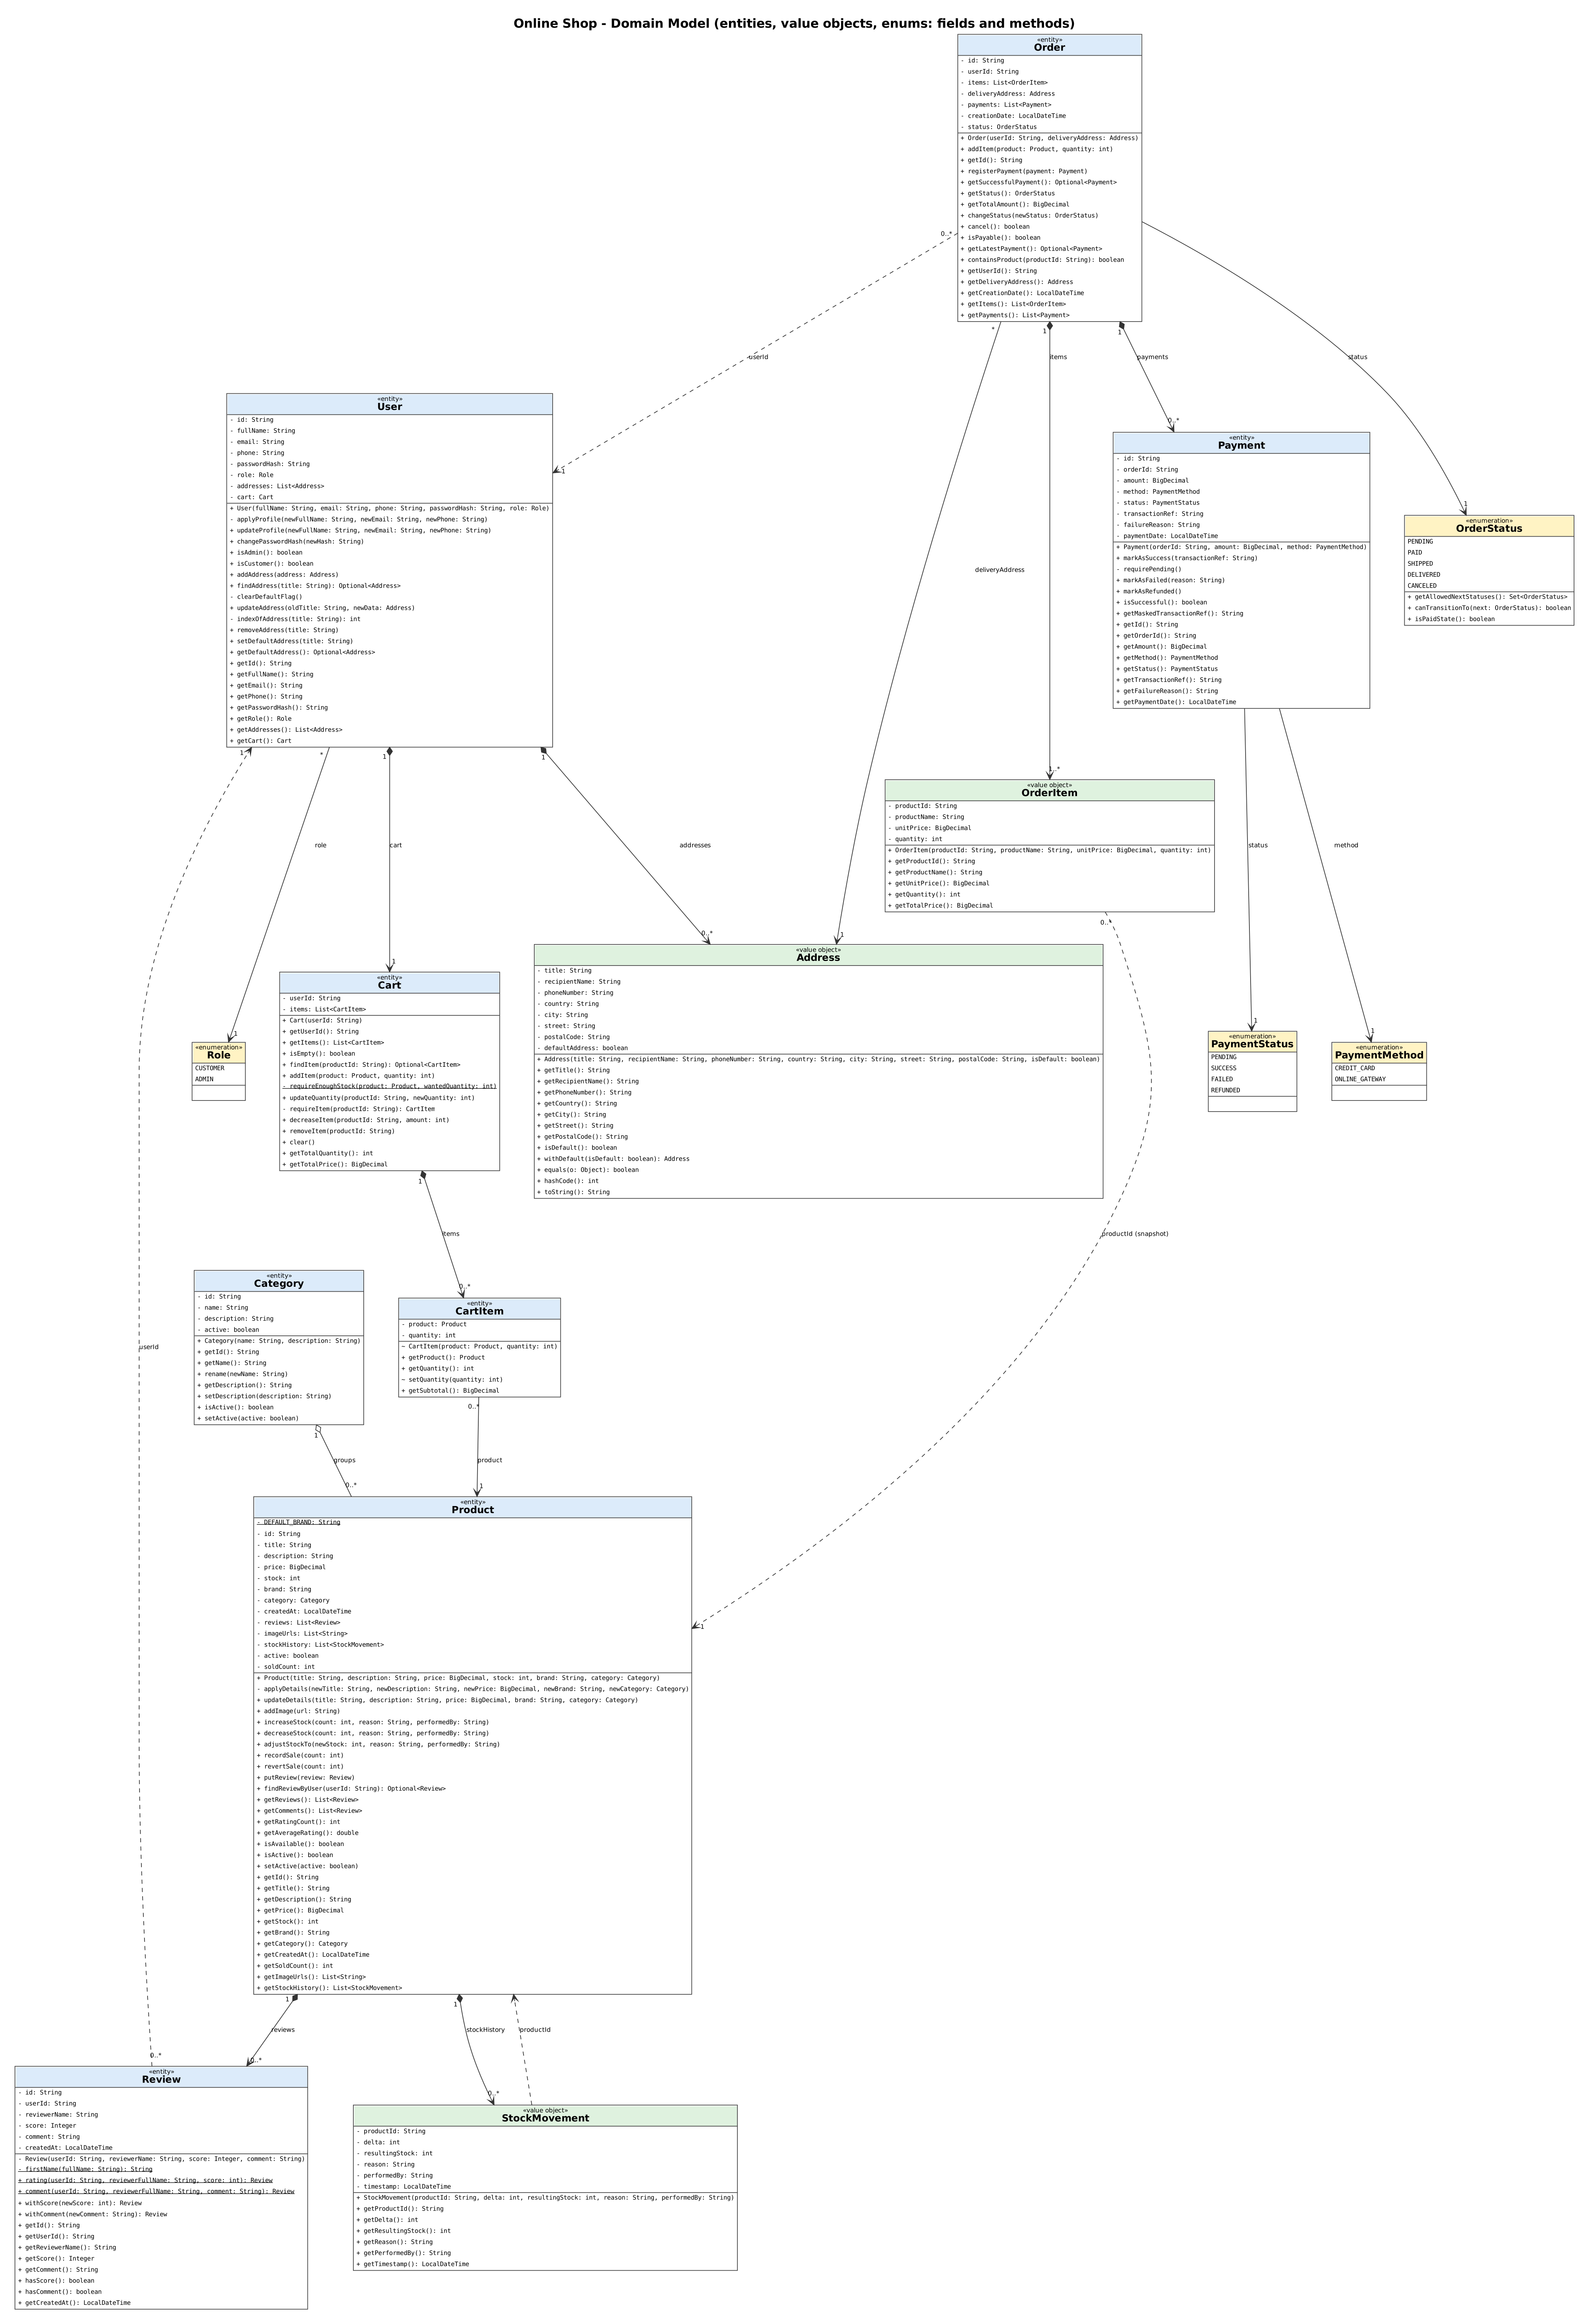 Online Shop - Domain Model (entities, value objects, enums: fields and methods)
«entity»
Order
- id: String
- userId: String
- items: List<OrderItem>
- deliveryAddress: Address
- payments: List<Payment>
- creationDate: LocalDateTime
- status: OrderStatus
+ Order(userId: String, deliveryAddress: Address)
+ addItem(product: Product, quantity: int)
+ getId(): String
+ registerPayment(payment: Payment)
+ getSuccessfulPayment(): Optional<Payment>
+ getStatus(): OrderStatus
+ getTotalAmount(): BigDecimal
+ changeStatus(newStatus: OrderStatus)
+ cancel(): boolean
+ isPayable(): boolean
+ getLatestPayment(): Optional<Payment>
+ containsProduct(productId: String): boolean
+ getUserId(): String
+ getDeliveryAddress(): Address
+ getCreationDate(): LocalDateTime
+ getItems(): List<OrderItem>
+ getPayments(): List<Payment>
0..*
*
1
1
userId
items
payments
status
«entity»
User
- id: String
- fullName: String
- email: String
- phone: String
- passwordHash: String
- role: Role
- addresses: List<Address>
- cart: Cart
+ User(fullName: String, email: String, phone: String, passwordHash: String, role: Role)
- applyProfile(newFullName: String, newEmail: String, newPhone: String)
+ updateProfile(newFullName: String, newEmail: String, newPhone: String)
+ changePasswordHash(newHash: String)
+ isAdmin(): boolean
+ isCustomer(): boolean
+ addAddress(address: Address)
+ findAddress(title: String): Optional<Address>
- clearDefaultFlag()
+ updateAddress(oldTitle: String, newData: Address)
- indexOfAddress(title: String): int
+ removeAddress(title: String)
+ setDefaultAddress(title: String)
+ getDefaultAddress(): Optional<Address>
+ getId(): String
+ getFullName(): String
+ getEmail(): String
+ getPhone(): String
+ getPasswordHash(): String
+ getRole(): Role
+ getAddresses(): List<Address>
+ getCart(): Cart
1
0..*
«entity»
Payment
- id: String
- orderId: String
- amount: BigDecimal
- method: PaymentMethod
- status: PaymentStatus
- transactionRef: String
- failureReason: String
- paymentDate: LocalDateTime
+ Payment(orderId: String, amount: BigDecimal, method: PaymentMethod)
+ markAsSuccess(transactionRef: String)
- requirePending()
+ markAsFailed(reason: String)
+ markAsRefunded()
+ isSuccessful(): boolean
+ getMaskedTransactionRef(): String
+ getId(): String
+ getOrderId(): String
+ getAmount(): BigDecimal
+ getMethod(): PaymentMethod
+ getStatus(): PaymentStatus
+ getTransactionRef(): String
+ getFailureReason(): String
+ getPaymentDate(): LocalDateTime
1
«enumeration»
OrderStatus
PENDING
PAID
SHIPPED
DELIVERED
CANCELED
+ getAllowedNextStatuses(): Set<OrderStatus>
+ canTransitionTo(next: OrderStatus): boolean
+ isPaidState(): boolean
deliveryAddress
1
*
1
1
1..*
«value object»
OrderItem
- productId: String
- productName: String
- unitPrice: BigDecimal
- quantity: int
+ OrderItem(productId: String, productName: String, unitPrice: BigDecimal, quantity: int)
+ getProductId(): String
+ getProductName(): String
+ getUnitPrice(): BigDecimal
+ getQuantity(): int
+ getTotalPrice(): BigDecimal
role
cart
addresses
status
method
0..*
0..*
1
«value object»
Address
- title: String
- recipientName: String
- phoneNumber: String
- country: String
- city: String
- street: String
- postalCode: String
- defaultAddress: boolean
+ Address(title: String, recipientName: String, phoneNumber: String, country: String, city: String, street: String, postalCode: String, isDefault: boolean)
+ getTitle(): String
+ getRecipientName(): String
+ getPhoneNumber(): String
+ getCountry(): String
+ getCity(): String
+ getStreet(): String
+ getPostalCode(): String
+ isDefault(): boolean
+ withDefault(isDefault: boolean): Address
+ equals(o: Object): boolean
+ hashCode(): int
+ toString(): String
1
«entity»
Cart
- userId: String
- items: List<CartItem>
+ Cart(userId: String)
+ getUserId(): String
+ getItems(): List<CartItem>
+ isEmpty(): boolean
+ findItem(productId: String): Optional<CartItem>
+ addItem(product: Product, quantity: int)
- requireEnoughStock(product: Product, wantedQuantity: int)
+ updateQuantity(productId: String, newQuantity: int)
- requireItem(productId: String): CartItem
+ decreaseItem(productId: String, amount: int)
+ removeItem(productId: String)
+ clear()
+ getTotalQuantity(): int
+ getTotalPrice(): BigDecimal
1
«enumeration»
Role
CUSTOMER
ADMIN
1
«enumeration»
PaymentStatus
PENDING
SUCCESS
FAILED
REFUNDED
1
«enumeration»
PaymentMethod
CREDIT_CARD
ONLINE_GATEWAY
1
items
productId (snapshot)
0..*
«entity»
Category
- id: String
- name: String
- description: String
- active: boolean
+ Category(name: String, description: String)
+ getId(): String
+ getName(): String
+ rename(newName: String)
+ getDescription(): String
+ setDescription(description: String)
+ isActive(): boolean
+ setActive(active: boolean)
userId
«entity»
CartItem
- product: Product
- quantity: int
~ CartItem(product: Product, quantity: int)
+ getProduct(): Product
+ getQuantity(): int
~ setQuantity(quantity: int)
+ getSubtotal(): BigDecimal
0..*
1
groups
product
0..*
1
«entity»
Product
- DEFAULT_BRAND: String
- id: String
- title: String
- description: String
- price: BigDecimal
- stock: int
- brand: String
- category: Category
- createdAt: LocalDateTime
- reviews: List<Review>
- imageUrls: List<String>
- stockHistory: List<StockMovement>
- active: boolean
- soldCount: int
+ Product(title: String, description: String, price: BigDecimal, stock: int, brand: String, category: Category)
- applyDetails(newTitle: String, newDescription: String, newPrice: BigDecimal, newBrand: String, newCategory: Category)
+ updateDetails(title: String, description: String, price: BigDecimal, brand: String, category: Category)
+ addImage(url: String)
+ increaseStock(count: int, reason: String, performedBy: String)
+ decreaseStock(count: int, reason: String, performedBy: String)
+ adjustStockTo(newStock: int, reason: String, performedBy: String)
+ recordSale(count: int)
+ revertSale(count: int)
+ putReview(review: Review)
+ findReviewByUser(userId: String): Optional<Review>
+ getReviews(): List<Review>
+ getComments(): List<Review>
+ getRatingCount(): int
+ getAverageRating(): double
+ isAvailable(): boolean
+ isActive(): boolean
+ setActive(active: boolean)
+ getId(): String
+ getTitle(): String
+ getDescription(): String
+ getPrice(): BigDecimal
+ getStock(): int
+ getBrand(): String
+ getCategory(): Category
+ getCreatedAt(): LocalDateTime
+ getSoldCount(): int
+ getImageUrls(): List<String>
+ getStockHistory(): List<StockMovement>
1
1
1
reviews
stockHistory
productId
0..*
0..*
0..*
«entity»
Review
- id: String
- userId: String
- reviewerName: String
- score: Integer
- comment: String
- createdAt: LocalDateTime
- Review(userId: String, reviewerName: String, score: Integer, comment: String)
- firstName(fullName: String): String
+ rating(userId: String, reviewerFullName: String, score: int): Review
+ comment(userId: String, reviewerFullName: String, comment: String): Review
+ withScore(newScore: int): Review
+ withComment(newComment: String): Review
+ getId(): String
+ getUserId(): String
+ getReviewerName(): String
+ getScore(): Integer
+ getComment(): String
+ hasScore(): boolean
+ hasComment(): boolean
+ getCreatedAt(): LocalDateTime
«value object»
StockMovement
- productId: String
- delta: int
- resultingStock: int
- reason: String
- performedBy: String
- timestamp: LocalDateTime
+ StockMovement(productId: String, delta: int, resultingStock: int, reason: String, performedBy: String)
+ getProductId(): String
+ getDelta(): int
+ getResultingStock(): int
+ getReason(): String
+ getPerformedBy(): String
+ getTimestamp(): LocalDateTime